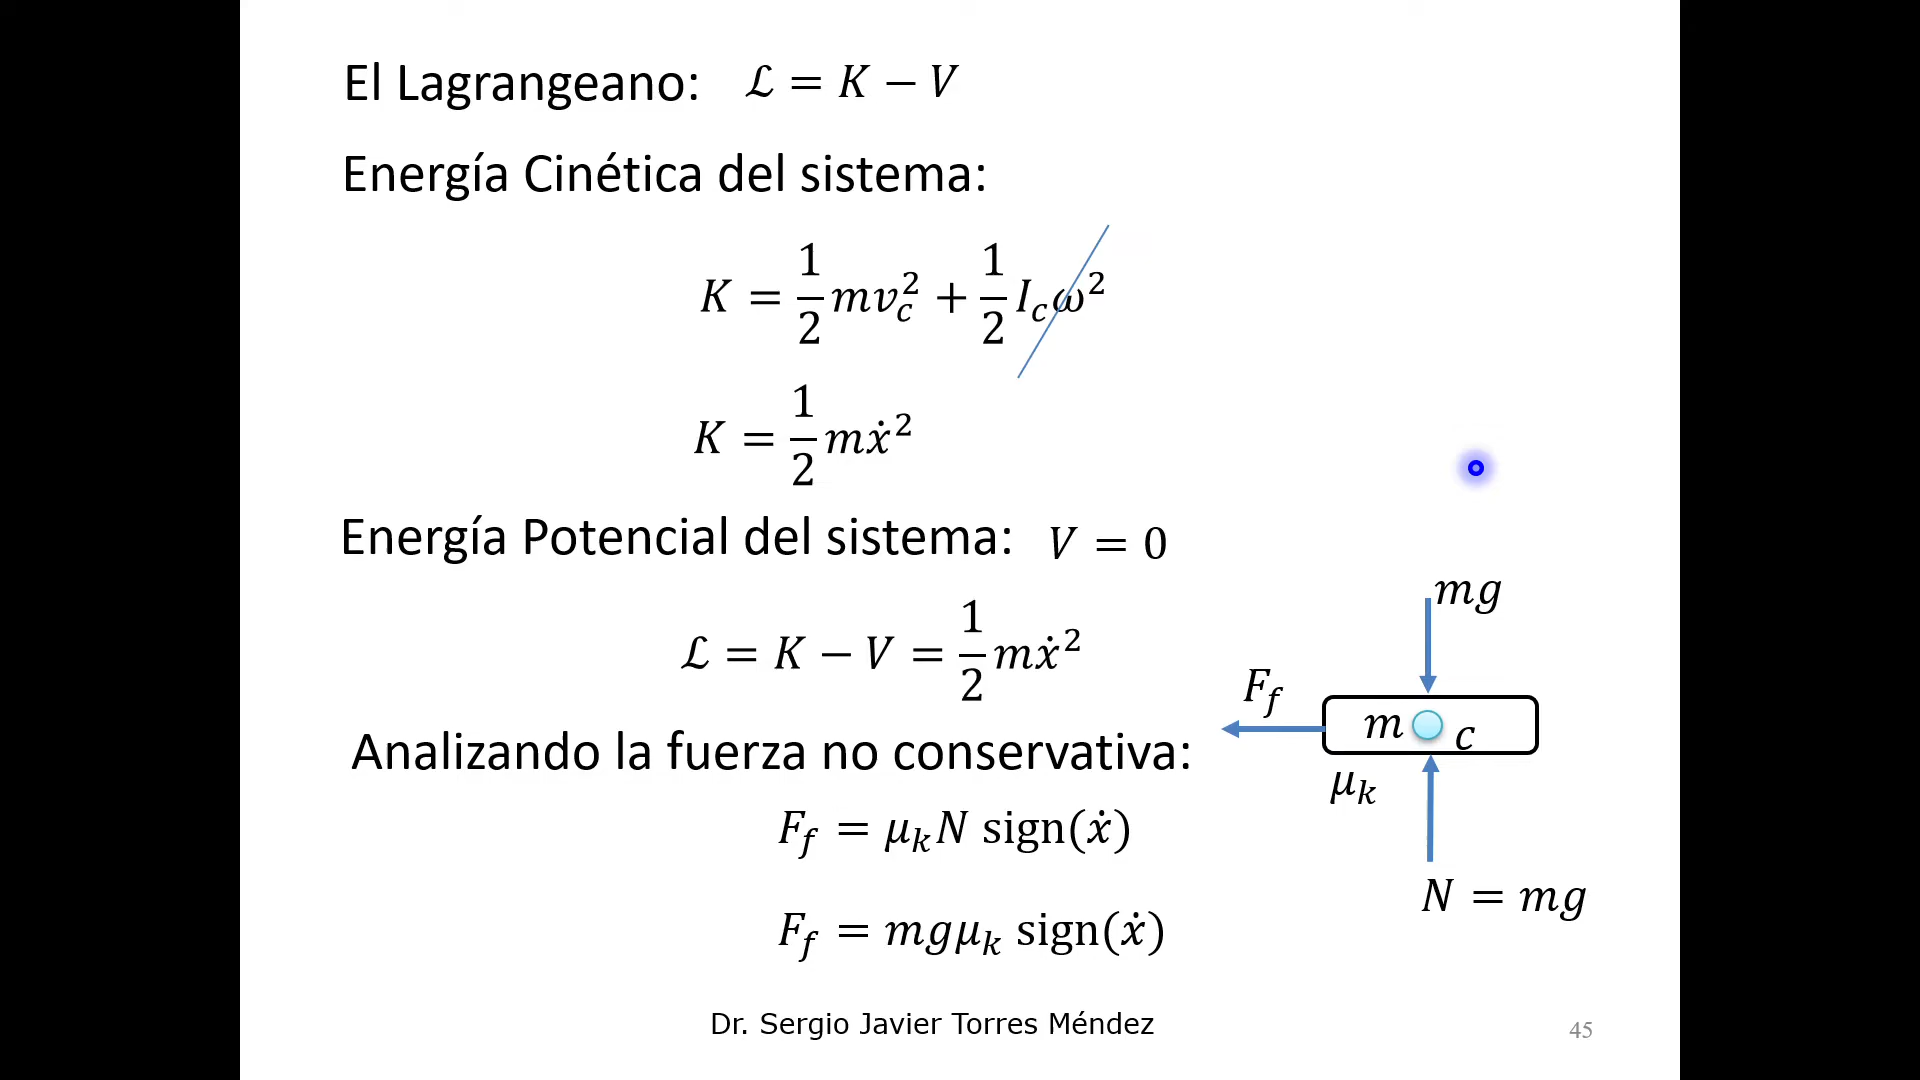 El Lagrangeano: ℒ = K − V
Energía Cinética del sistema:
K = 1/2 mv_c^2 + 1/2 I_c ω^2
K = 1/2 mẋ^2
Energía Potencial del sistema: V = 0
ℒ = K − V = 1/2 mẋ^2
Analizando la fuerza no conservativa:
F_f = μ_k N sign(ẋ)
F_f = mgμ_k sign(ẋ)
mg
F_f
m c
μ_k
N = mg
Dr. Sergio Javier Torres Méndez
45